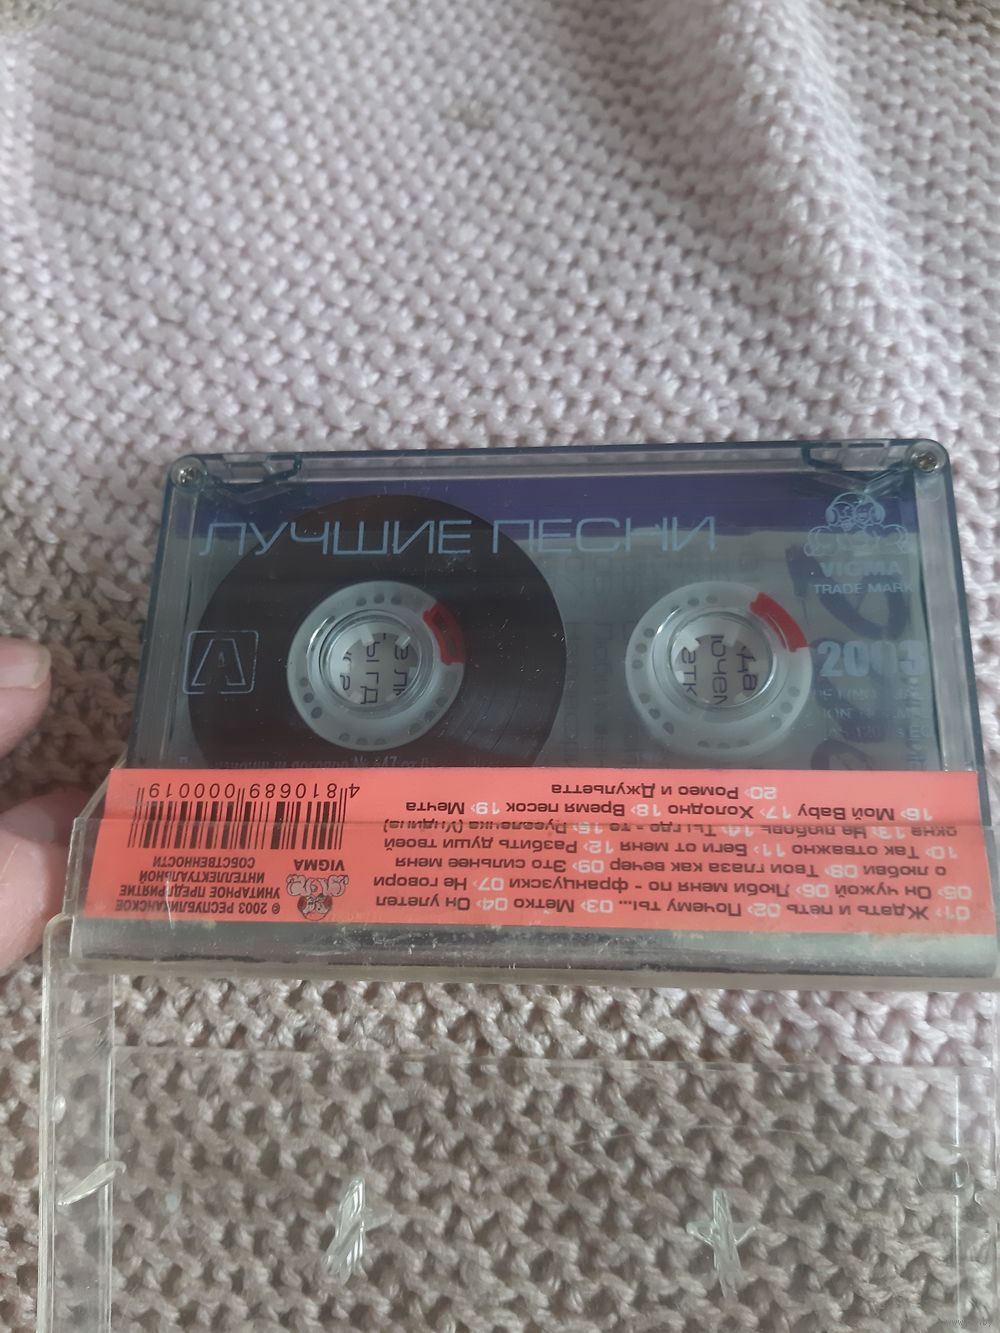 ЛУЧШИЕ ПЕСНИ
VIGMA
TRADE MARK
A
2003
01› Ждать и петь 02› Почему ты... 03› Метко 04› Он улетел
05› Он чужой 06› Люби меня по - французски 07› Не говори
о любви 08› Твои глаза как вечер 09› Это сильнее меня
10› Так отважно 11› Беги от меня 12› Разбить души твоей
окна 13› Не любовь 14› Ты где - то 15› Русалочка (Ундина)
16› Мой Baby 17› Холодно 18› Время песок 19› Мечта
20› Ромео и Джульетта
VIGMA
© 2003 РЕСПУБЛИКАНСКОЕ
УНИТАРНОЕ ПРЕДПРИЯТИЕ
ИНТЕЛЛЕКТУАЛЬНОЙ
СОБСТВЕННОСТИ
4 810689 000019